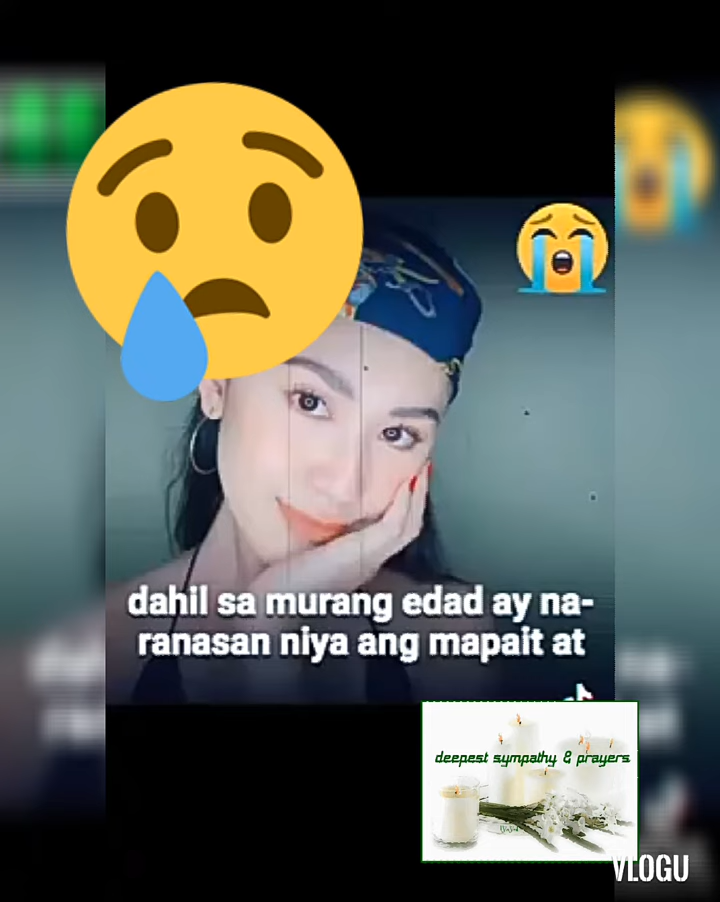 dahil sa murang edad ay na-
ranasan niya ang mapait at
deepest sympathy & prayers
VLOGU